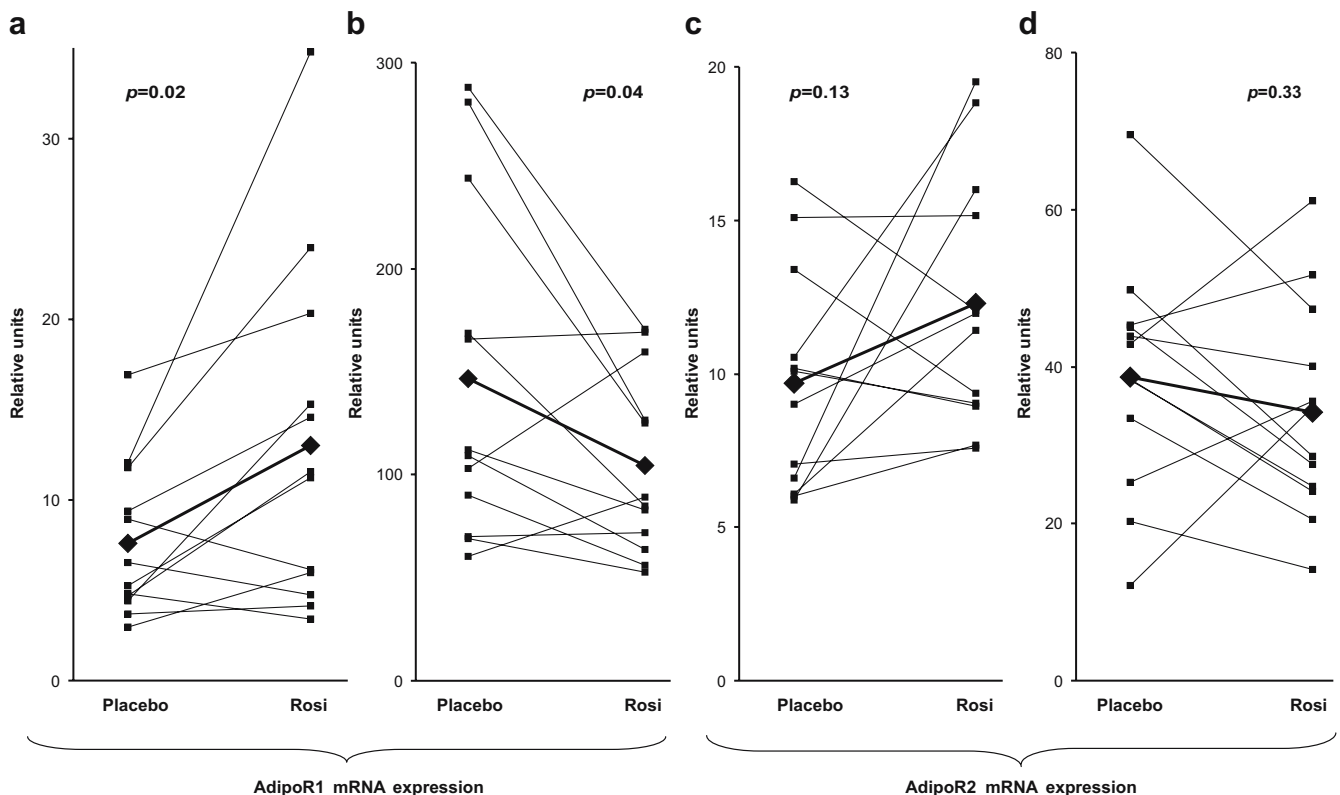 a
p=0.02
Relative units
30
20
10
0
Placebo Rosi
b
p=0.04
Relative units
300
200
100
0
Placebo Rosi
c
p=0.13
Relative units
20
15
10
5
0
Placebo Rosi
d
p=0.33
Relative units
80
60
40
20
0
Placebo Rosi
AdipoR1 mRNA expression
AdipoR2 mRNA expression